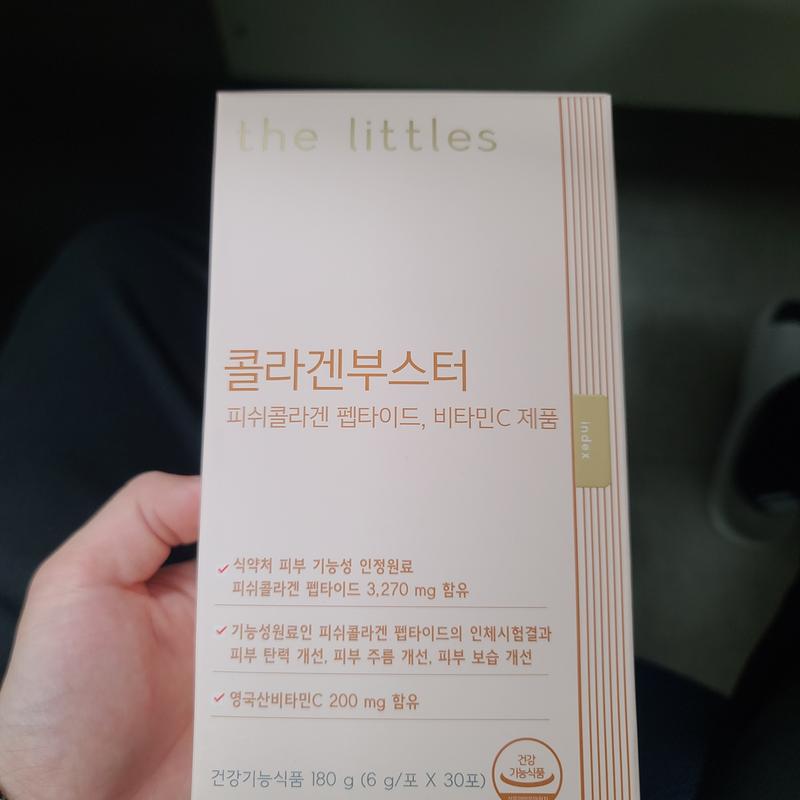 the littles
콜라겐부스터
피쉬콜라겐 펩타이드, 비타민C 제품
index
식약처 피부 기능성 인정원료
피쉬콜라겐 펩타이드 3,270 mg 함유
기능성원료인 피쉬콜라겐 펩타이드의 인체시험결과
피부 탄력 개선, 피부 주름 개선, 피부 보습 개선
영국산비타민C 200 mg 함유
건강기능식품 180 g (6 g/포 X 30포)
건강
기능식품